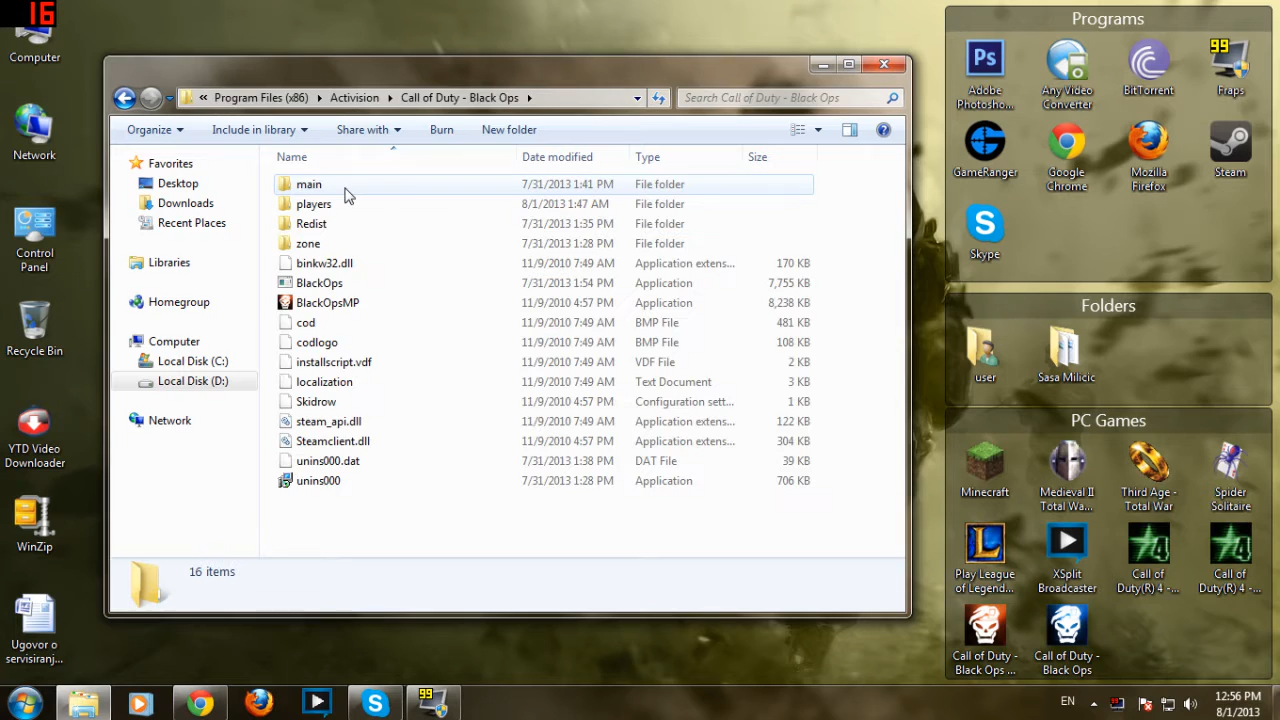 16
Computer
Network
Control
Panel
Recycle Bin
YTD Video
Downloader
WinZip
Ugovor o
servisiranj...
« Program Files (x86) Activision Call of Duty - Black Ops
Search Call of Duty - Black Ops
Organize Include in library Share with Burn New folder
Favorites
Desktop
Downloads
Recent Places
Libraries
Homegroup
Computer
Local Disk (C:)
Local Disk (D:)
Network
Name Date modified Type Size
main 7/31/2013 1:41 PM File folder
players 8/1/2013 1:47 AM File folder
Redist 7/31/2013 1:35 PM File folder
zone 7/31/2013 1:28 PM File folder
binkw32.dll 11/9/2010 7:49 AM Application extens... 170 KB
BlackOps 7/31/2013 1:54 PM Application 7,755 KB
BlackOpsMP 11/9/2010 4:57 PM Application 8,238 KB
cod 11/9/2010 7:49 AM BMP File 481 KB
codlogo 11/9/2010 7:49 AM BMP File 108 KB
installscript.vdf 11/9/2010 7:49 AM VDF File 2 KB
localization 11/9/2010 7:49 AM Text Document 3 KB
Skidrow 11/9/2010 4:57 PM Configuration sett... 1 KB
steam_api.dll 11/9/2010 7:49 AM Application extens... 122 KB
Steamclient.dll 11/9/2010 4:57 PM Application extens... 304 KB
unins000.dat 7/31/2013 1:38 PM DAT File 39 KB
unins000 7/31/2013 1:28 PM Application 706 KB
16 items
Programs
Ps
99
Adobe
Photosho...
Any Video
Converter
BitTorrent
Fraps
GameRanger
Google
Chrome
Mozilla
Firefox
Steam
Skype
Folders
user
Sasa Milicic
PC Games
Minecraft
Medieval II
Total Wa...
Third Age -
Total War
Spider
Solitaire
Play League
of Legend...
XSplit
Broadcaster
Call of
Duty(R) 4 -...
Call of
Duty(R) 4 -...
Call of Duty -
Black Ops ...
Call of Duty -
Black Ops
99
EN
12:56 PM
8/1/2013